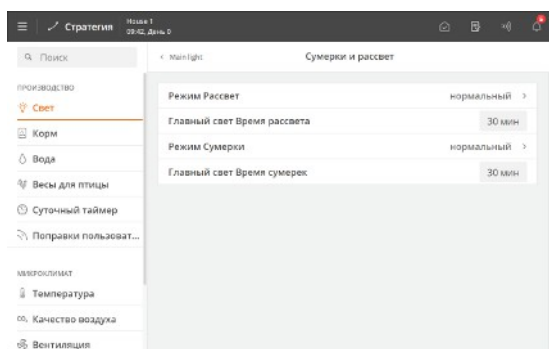 Стратегия
House 1
09:42, День 0
Поиск
Main light
Сумерки и рассвет
ПРОИЗВОДСТВО
Свет
Корм
Вода
Весы для птицы
Суточный таймер
Поправки пользоват...
МИКРОКЛИМАТ
Температура
Качество воздуха
Вентиляция
Режим Рассвет нормальный
Главный свет Время рассвета 30 мин
Режим Сумерки нормальный
Главный свет Время сумерек 30 мин